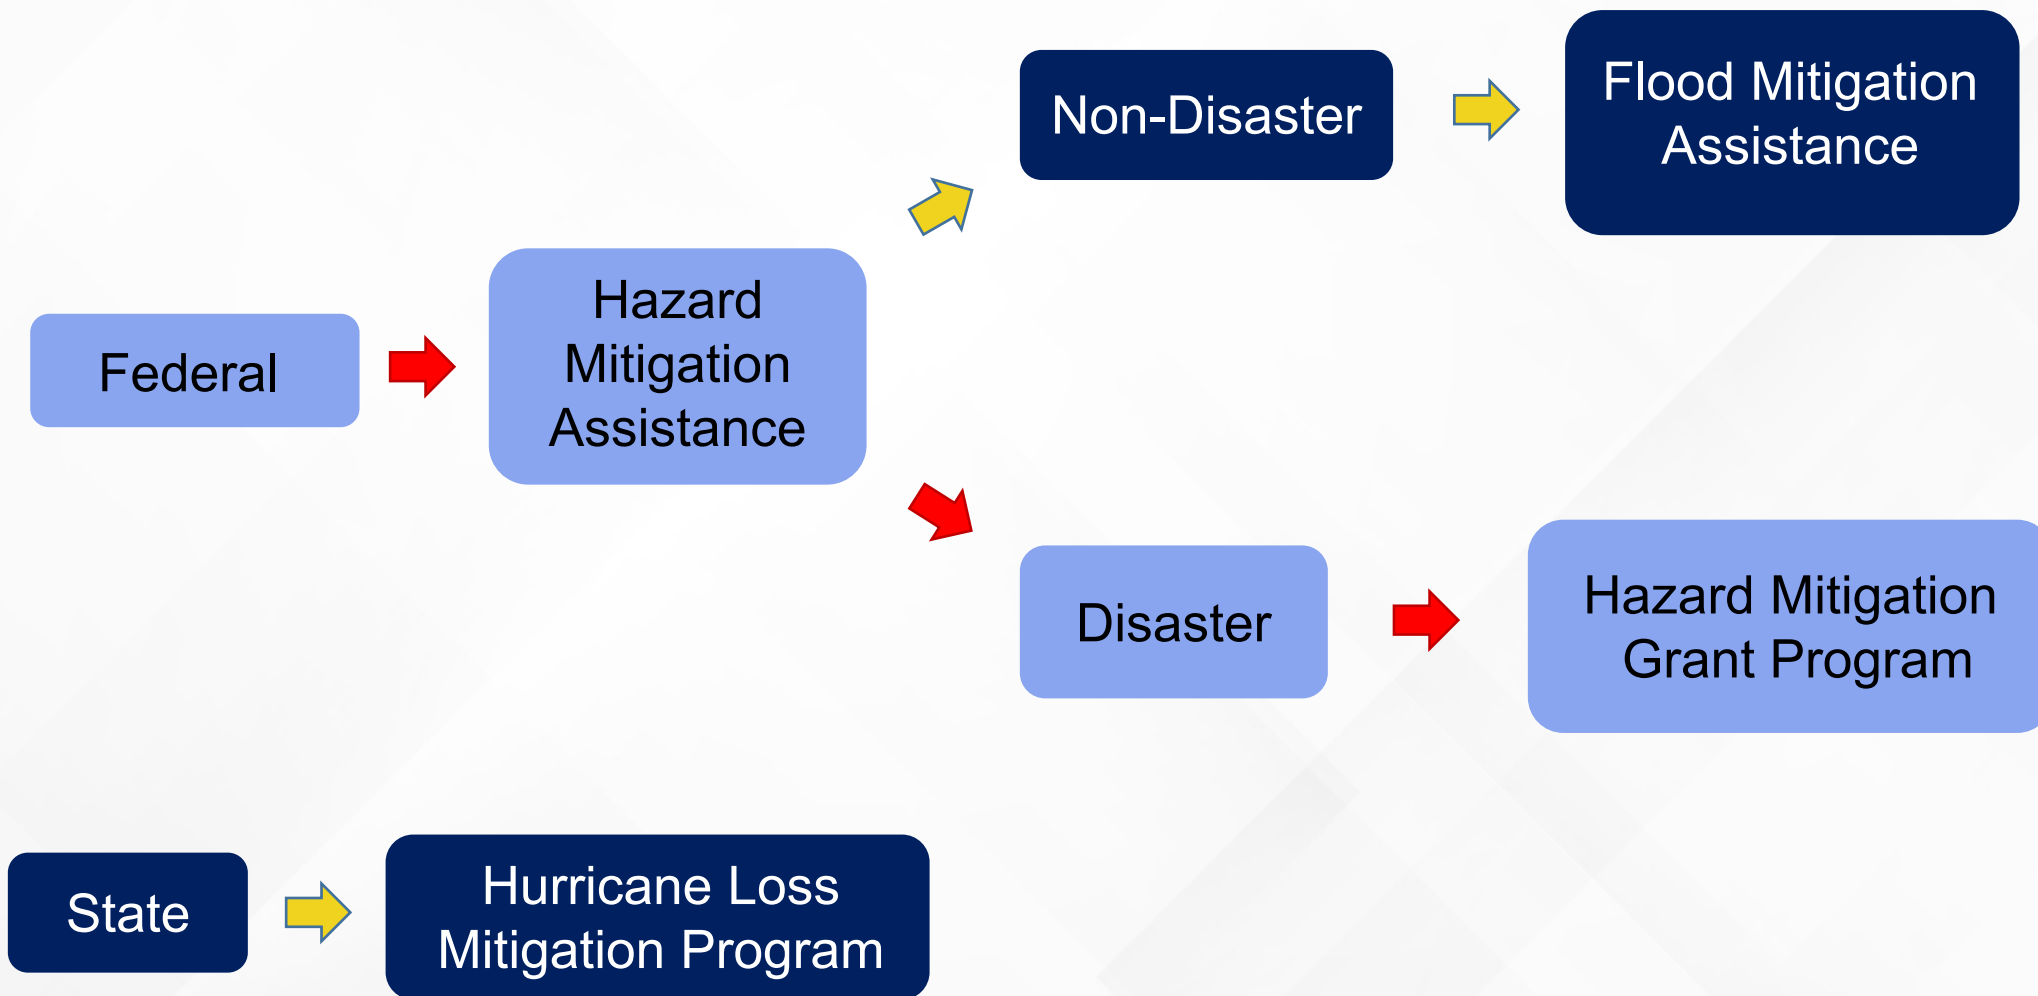 Non-Disaster
Flood Mitigation
Assistance
Federal
Hazard
Mitigation
Assistance
Disaster
Hazard Mitigation
Grant Program
State
Hurricane Loss
Mitigation Program